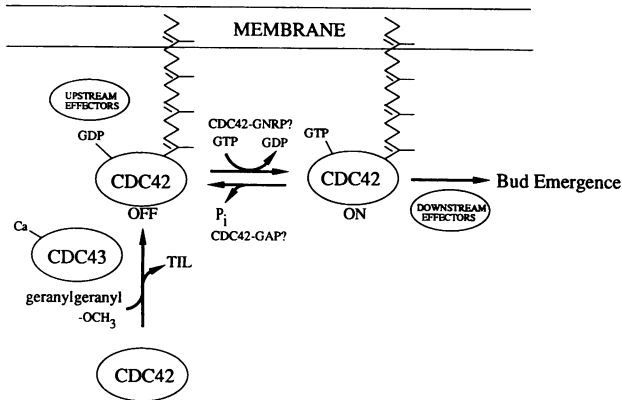 MEMBRANE
UPSTREAM
EFFECTORS
GDP
CDC42
OFF
CDC42-GNRP?
GTP
GDP
P i
CDC42-GAP?
GTP
CDC42
ON
Bud Emergence
DOWNSTREAM
EFFECTORS
Ca
CDC43
TIL
geranylgeranyl
-OCH3
CDC42